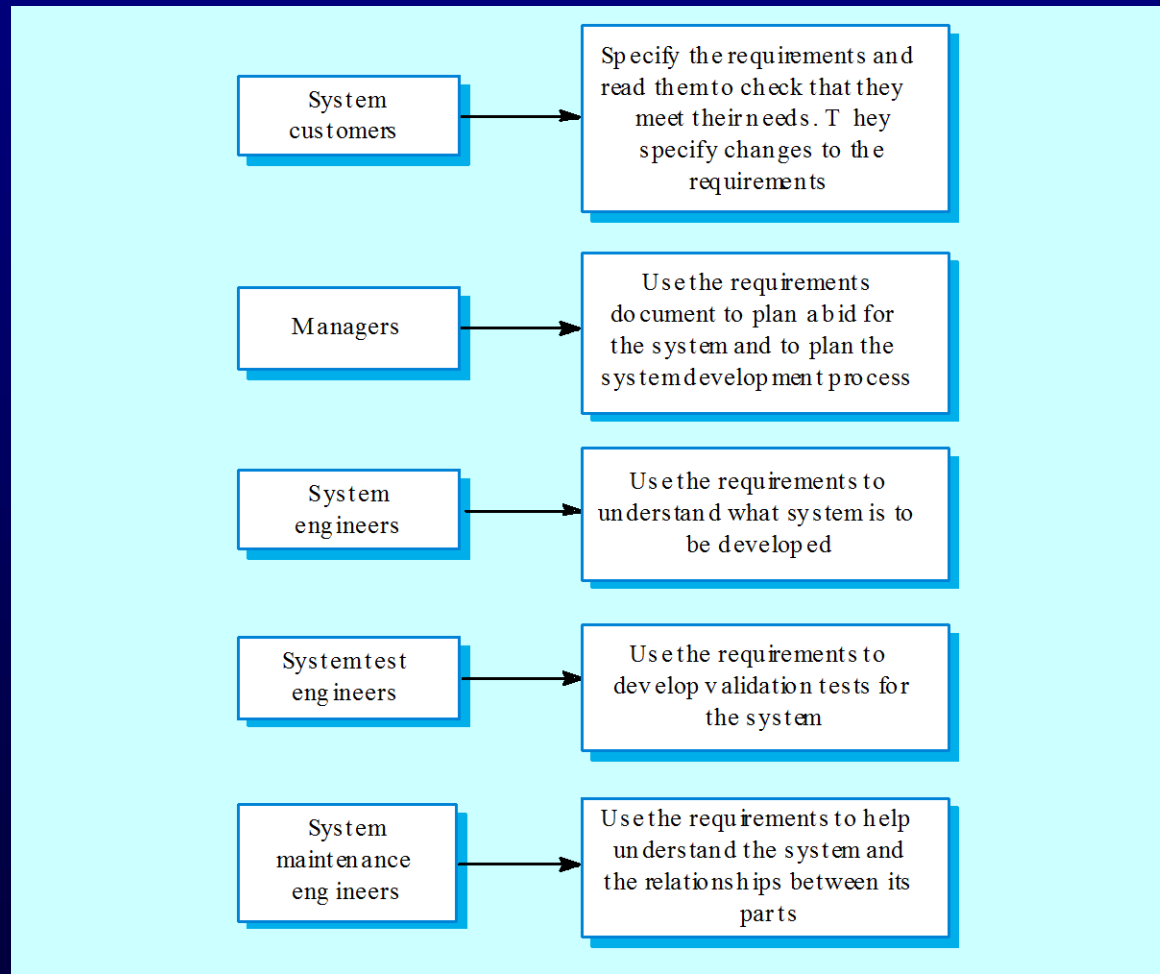 System
customers
Specify the requirements and
read them to check that they
meet their needs. T hey
specify changes to the
requirements
Managers
Use the requirements
document to plan a bid for
the system and to plan the
system development process
System
engineers
Use the requirements to
understand what system is to
be developed
System test
engineers
Use the requirements to
develop validation tests for
the system
System
maintenance
engineers
Use the requirements to help
understand the system and
the relationships between its
parts